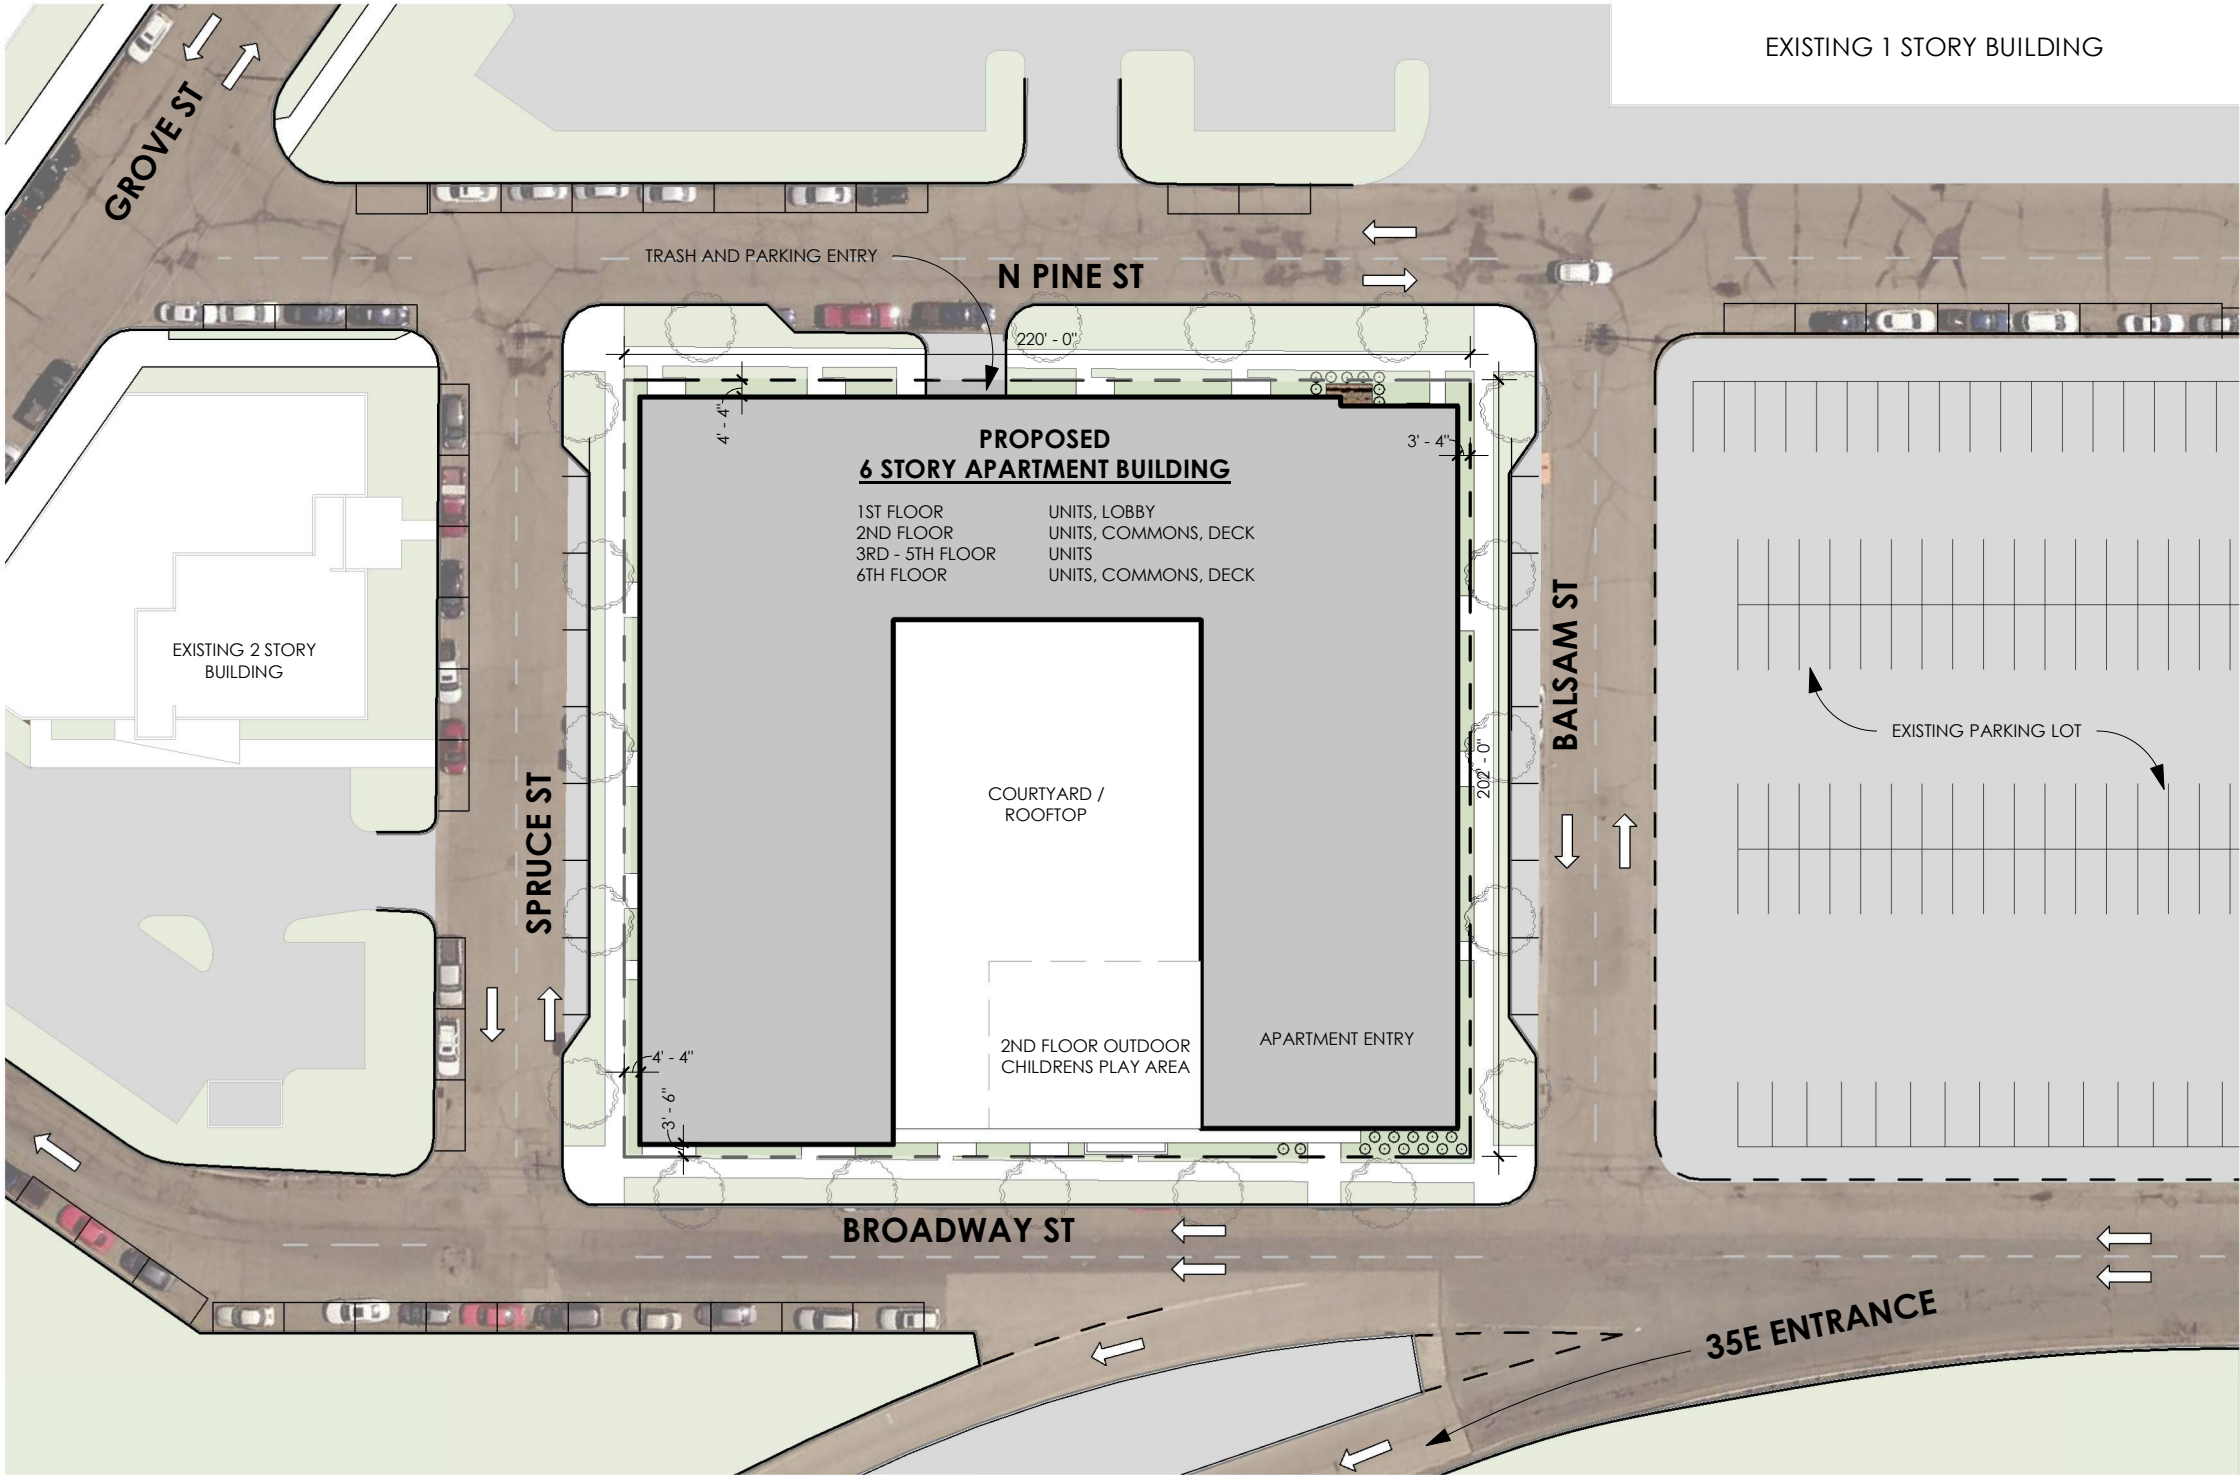 EXISTING 1 STORY BUILDING
GROVE ST
TRASH AND PARKING ENTRY
N PINE ST
220' - 0"
4' - 4"
3' - 4"
PROPOSED
6 STORY APARTMENT BUILDING
1ST FLOOR UNITS, LOBBY
2ND FLOOR UNITS, COMMONS, DECK
3RD - 5TH FLOOR UNITS
6TH FLOOR UNITS, COMMONS, DECK
EXISTING 2 STORY
BUILDING
BALSAM ST
EXISTING PARKING LOT
202' - 0"
COURTYARD /
ROOFTOP
SPRUCE ST
2ND FLOOR OUTDOOR
CHILDRENS PLAY AREA
APARTMENT ENTRY
4' - 4"
3' - 6"
BROADWAY ST
35E ENTRANCE